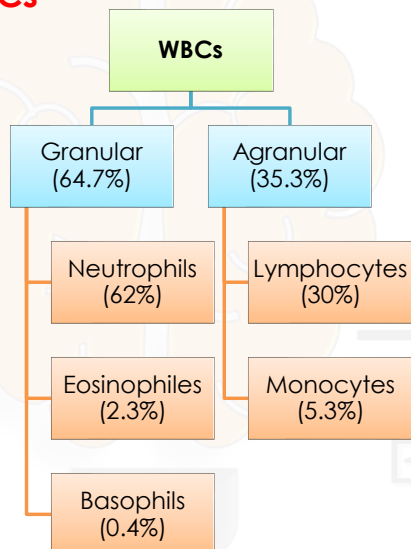 WBCs
Granular
(64.7%)
Agranular
(35.3%)
Neutrophils
(62%)
Lymphocytes
(30%)
Eosinophiles
(2.3%)
Monocytes
(5.3%)
Basophils
(0.4%)